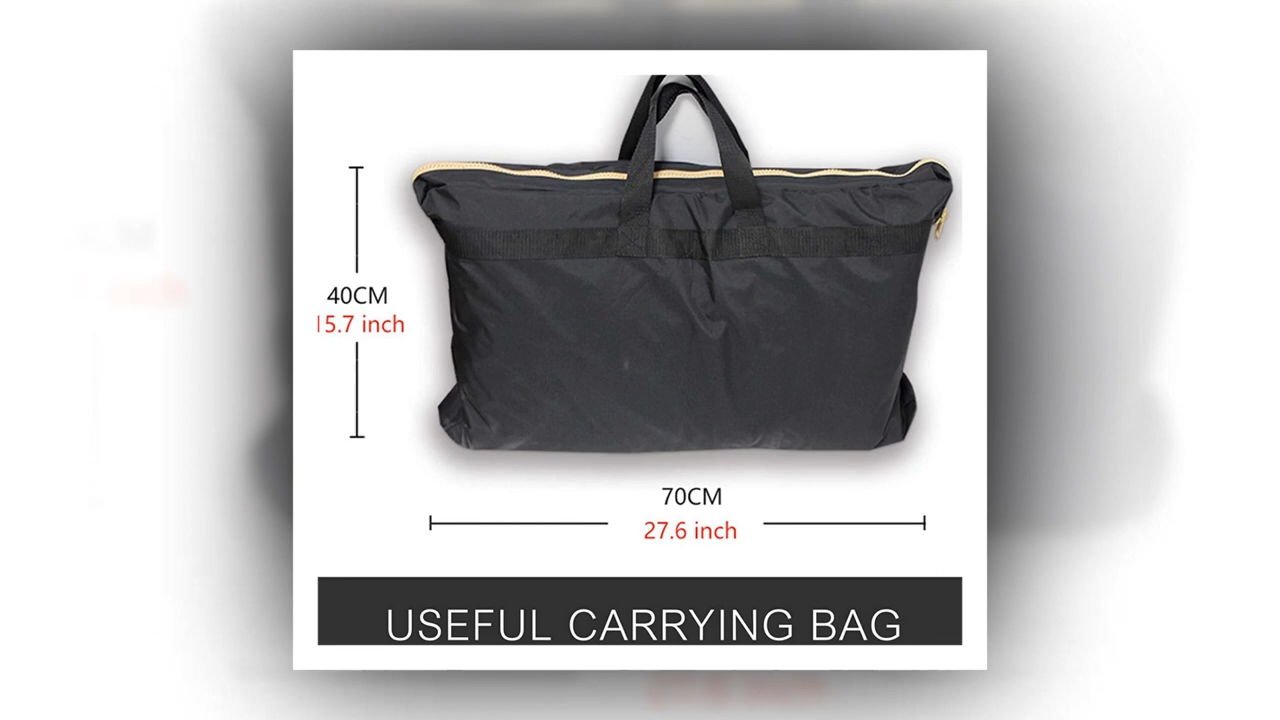 40CM
15.7 inch
70CM
27.6 inch
USEFUL CARRYING BAG